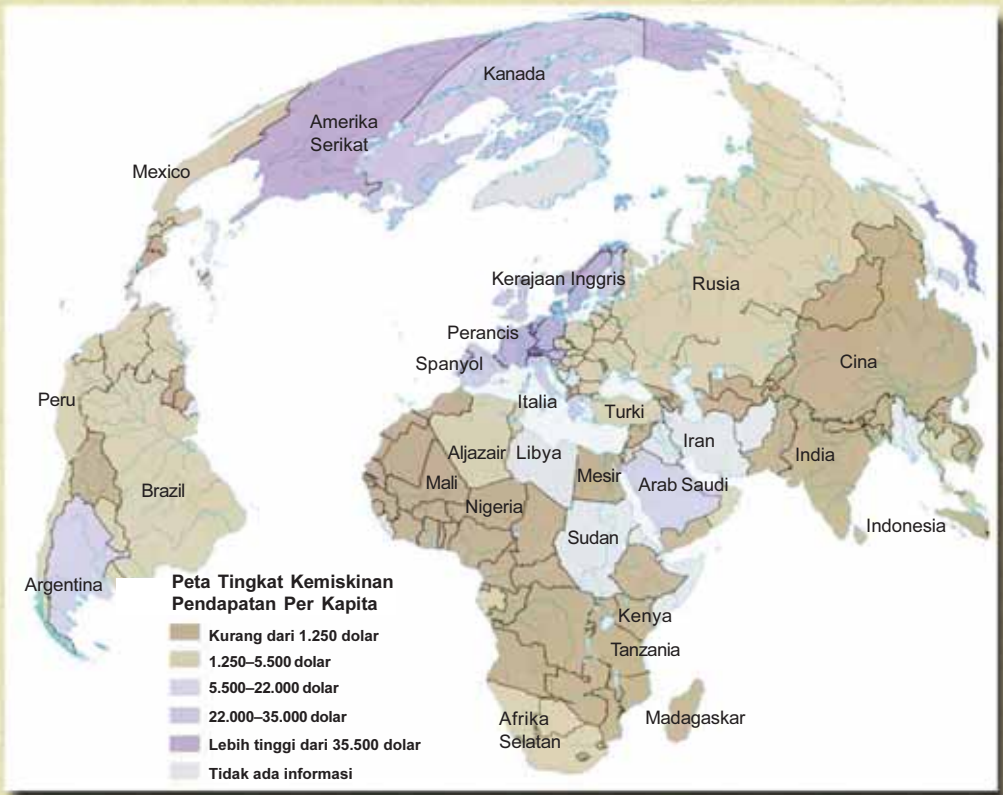 Kanada
Amerika
Serikat
Mexico
Kerajaan Inggris
Rusia
Perancis
Spanyol
Cina
Italia
Peru
Turki
Aljazair
Libya
Iran
India
Mali
Mesir
Arab Saudi
Brazil
Nigeria
Indonesia
Sudan
Argentina
Kenya
Tanzania
Afrika
Selatan
Madagaskar
Peta Tingkat Kemiskinan
Pendapatan Per Kapita
Kurang dari 1.250 dolar
1.250–5.500 dolar
5.500–22.000 dolar
22.000–35.000 dolar
Lebih tinggi dari 35.500 dolar
Tidak ada informasi